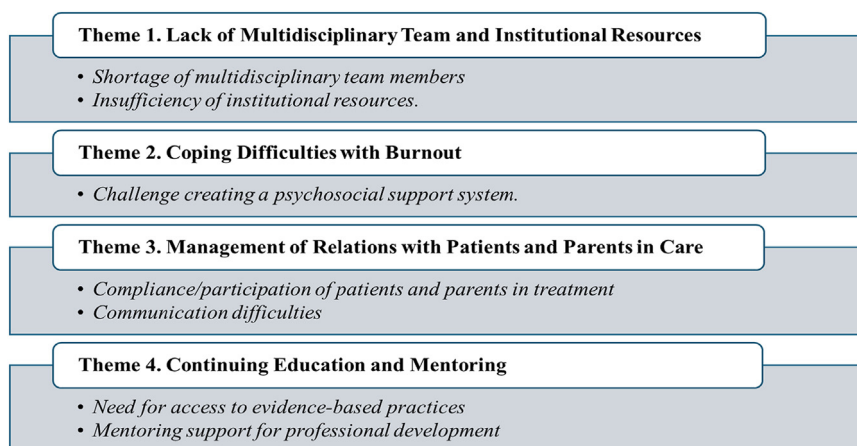 Theme 1. Lack of Multidisciplinary Team and Institutional Resources
• Shortage of multidisciplinary team members
• Insufficiency of institutional resources.
Theme 2. Coping Difficulties with Burnout
• Challenge creating a psychosocial support system.
Theme 3. Management of Relations with Patients and Parents in Care
• Compliance/participation of patients and parents in treatment
• Communication difficulties
Theme 4. Continuing Education and Mentoring
• Need for access to evidence-based practices
• Mentoring support for professional development